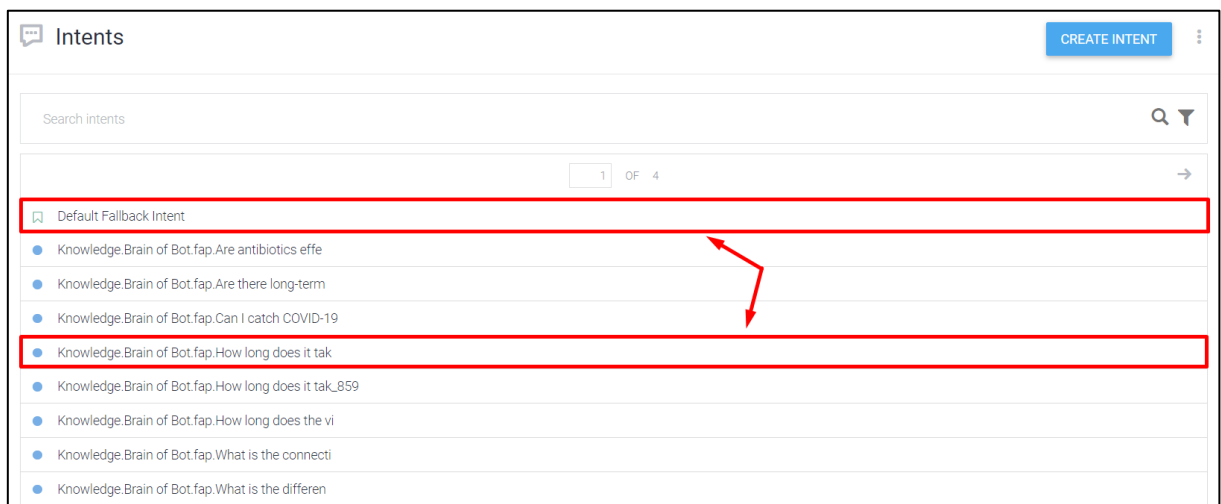 Intents
CREATE INTENT
Search intents
1 OF 4
Default Fallback Intent
Knowledge.Brain of Bot.fap.Are antibiotics effe
Knowledge.Brain of Bot.fap.Are there long-term
Knowledge.Brain of Bot.fap.Can I catch COVID-19
Knowledge.Brain of Bot.fap.How long does it tak
Knowledge.Brain of Bot.fap.How long does it tak_859
Knowledge.Brain of Bot.fap.How long does the vi
Knowledge.Brain of Bot.fap.What is the connecti
Knowledge.Brain of Bot.fap.What is the differen